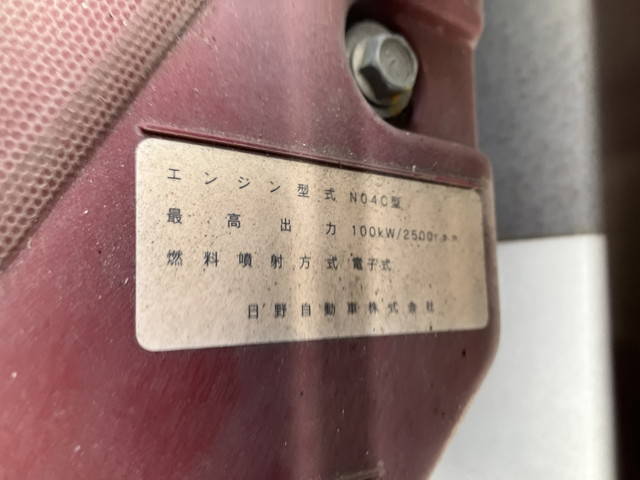 エンジン型式 N04C型
最高出力 100kW/2500r.p.m
燃料噴射方式 電子式
日野自動車株式会社